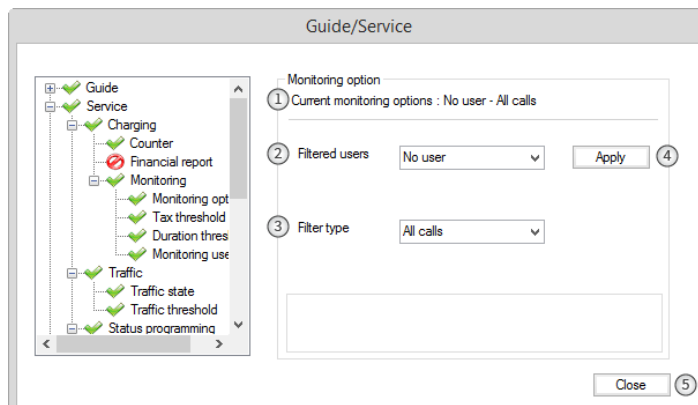 Guide/Service
Guide
Service
Charging
Counter
Financial report
Monitoring
Monitoring opt
Tax threshold
Duration thres
Monitoring use
Traffic
Traffic state
Traffic threshold
Status programming
Monitoring option
1 Current monitoring options : No user - All calls
2 Filtered users No user Apply 4
3 Filter type All calls
Close 5